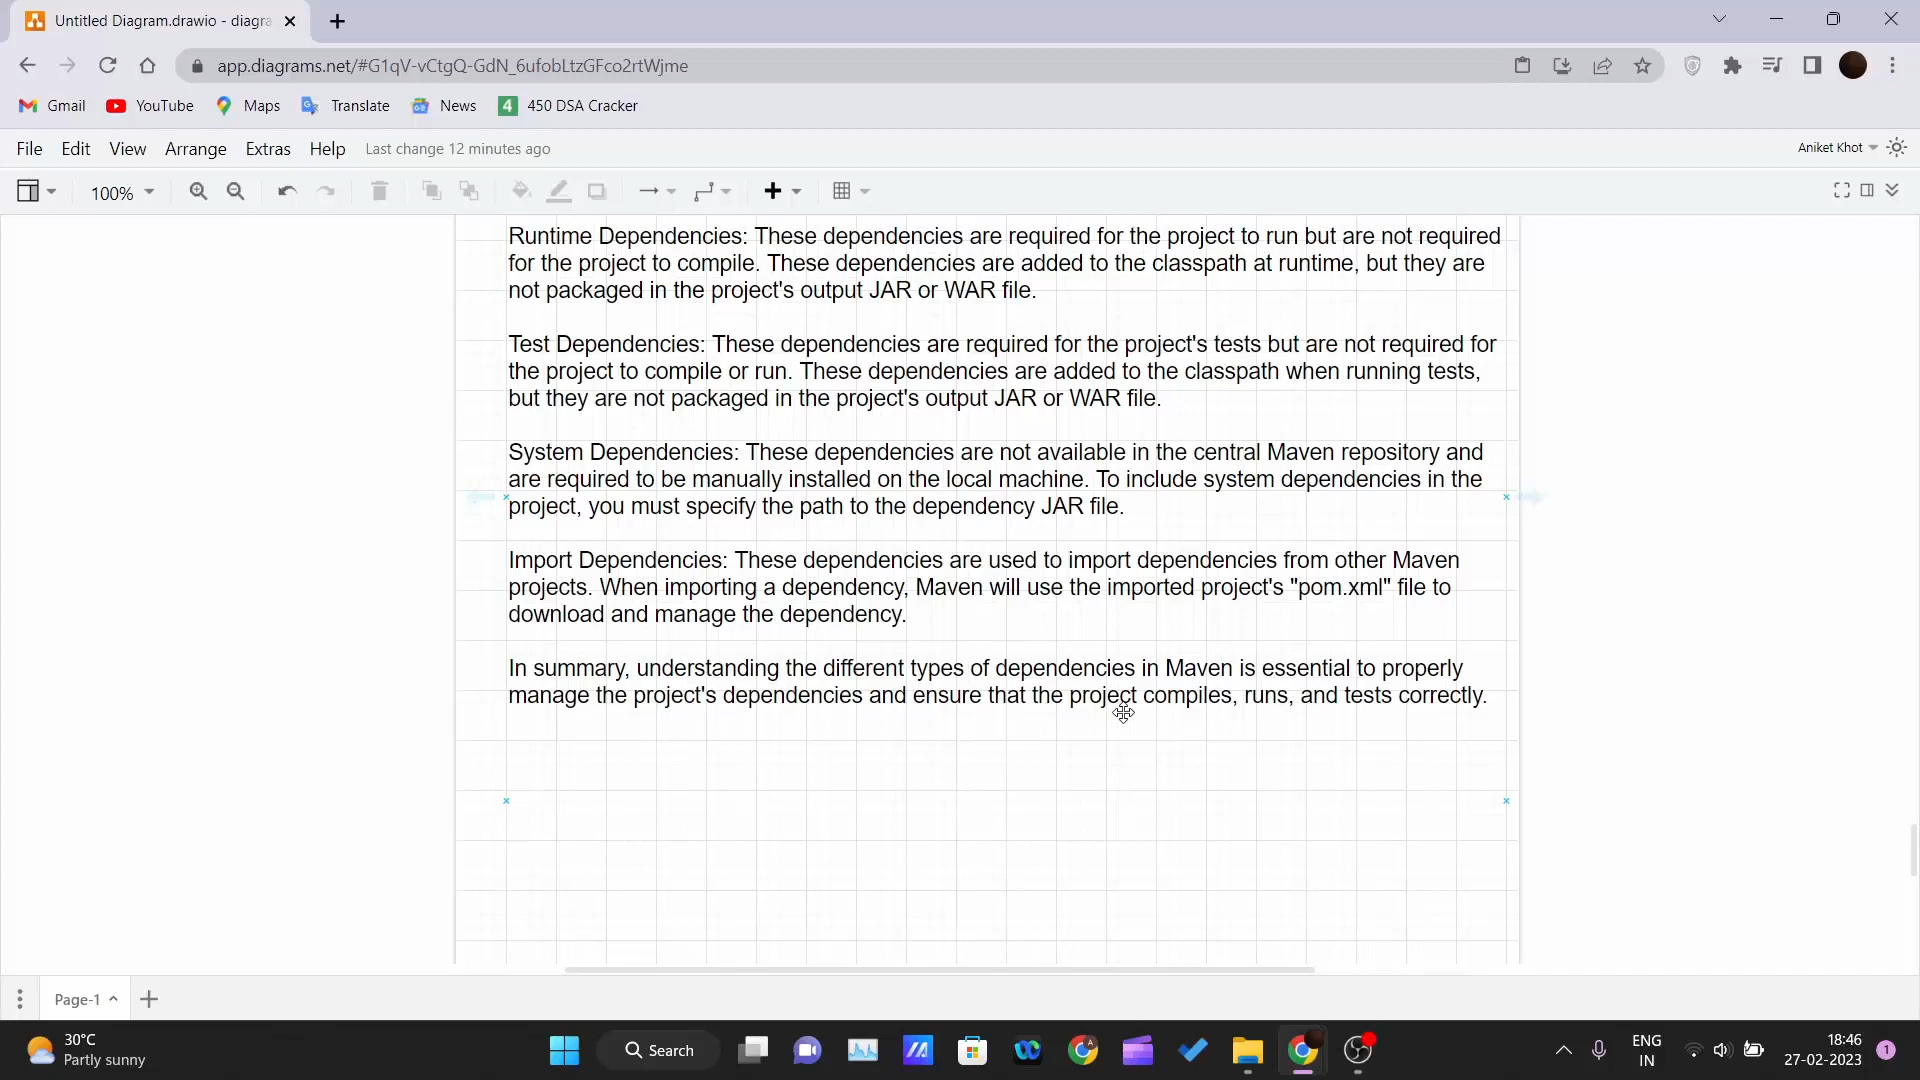 Untitled Diagram.drawio - diagra
app.diagrams.net/#G1qV-vCtgQ-GdN_6ufobLtzGFco2rtWjme
Gmail YouTube Maps Translate News 4 450 DSA Cracker
File Edit View Arrange Extras Help Last change 12 minutes ago Aniket Khot
100%
Runtime Dependencies: These dependencies are required for the project to run but are not required
for the project to compile. These dependencies are added to the classpath at runtime, but they are
not packaged in the project's output JAR or WAR file.
Test Dependencies: These dependencies are required for the project's tests but are not required for
the project to compile or run. These dependencies are added to the classpath when running tests,
but they are not packaged in the project's output JAR or WAR file.
System Dependencies: These dependencies are not available in the central Maven repository and
are required to be manually installed on the local machine. To include system dependencies in the
project, you must specify the path to the dependency JAR file.
Import Dependencies: These dependencies are used to import dependencies from other Maven
projects. When importing a dependency, Maven will use the imported project's "pom.xml" file to
download and manage the dependency.
In summary, understanding the different types of dependencies in Maven is essential to properly
manage the project's dependencies and ensure that the project compiles, runs, and tests correctly.
Page-1
30°C
Partly sunny
Search
A
ENG
IN
18:46
27-02-2023
1